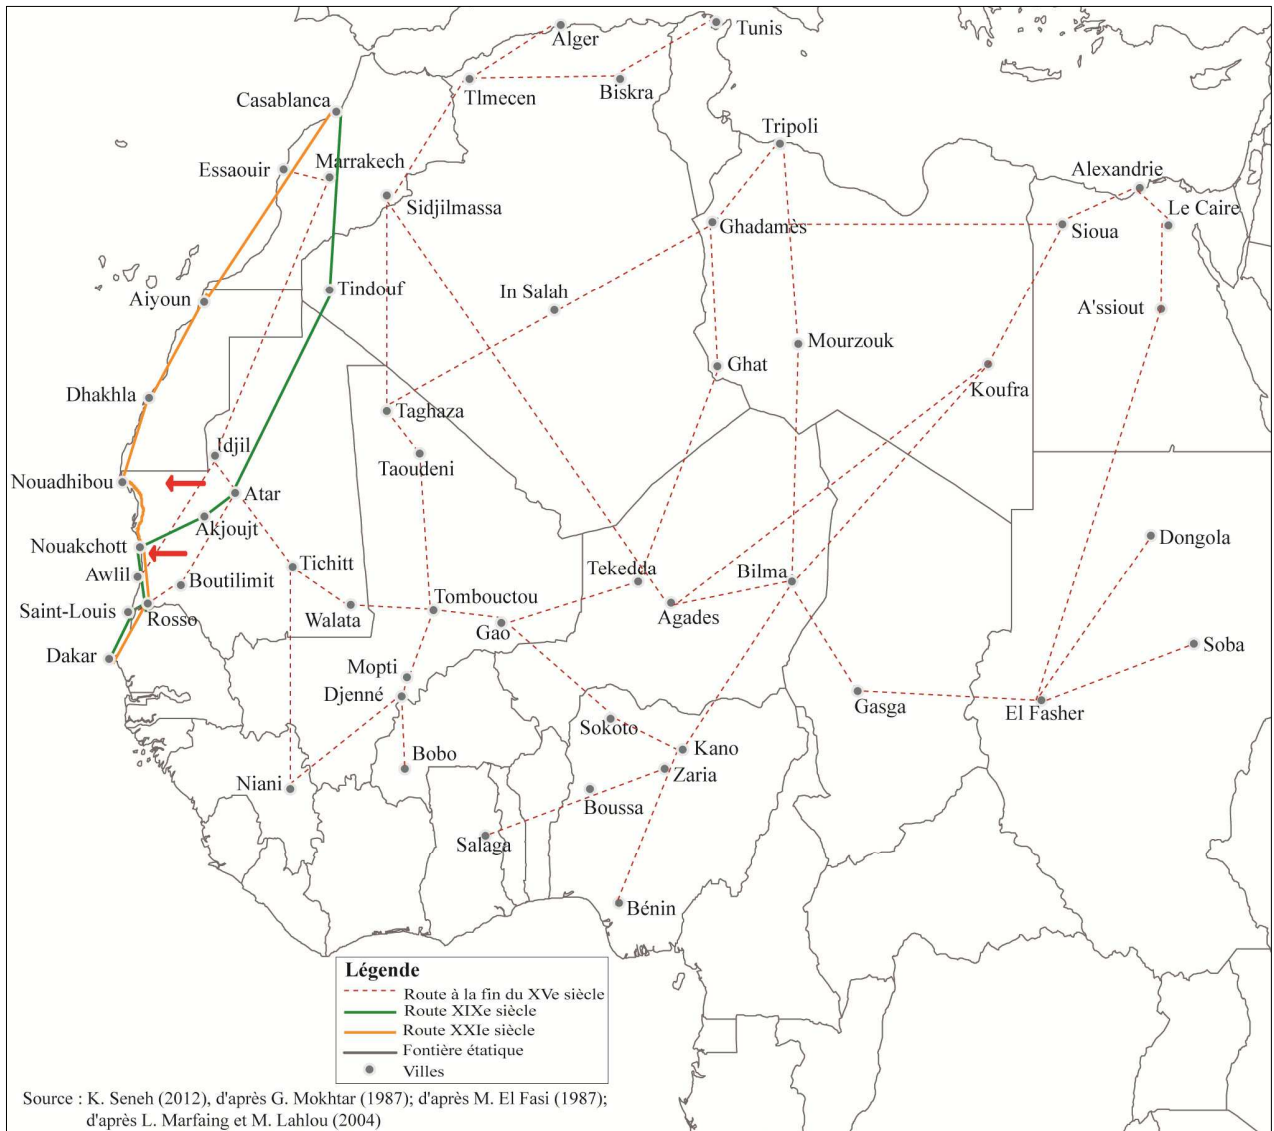 Alger
Tunis
Tlmecen
Biskra
Casablanca
Tripoli
Essaouir
Marrakech
Alexandrie
Sidjilmassa
Le Caire
Ghadamès
Sioua
Aiyoun
Tindouf
In Salah
A'ssiout
Mourzouk
Ghat
Koufra
Dhakhla
Taghaza
Idjil
Taoudeni
Nouadhibou
Atar
Akjoujt
Nouakchott
Dongola
Awlil
Boutilimit
Tichitt
Tekedda
Bilma
Tombouctou
Saint-Louis
Rosso
Walata
Gao
Agades
Dakar
Soba
Mopti
Djenné
Gasga
El Fasher
Sokoto
Kano
Bobo
Zaria
Niani
Boussa
Salaga
Bénin
Légende
Route à la fin du XVe siècle
Route XIXe siècle
Route XXIe siècle
Fontière étatique
Villes
Source : K. Seneh (2012), d'après G. Mokhtar (1987); d'après M. El Fasi (1987);
d'après L. Marfaing et M. Lahlou (2004)